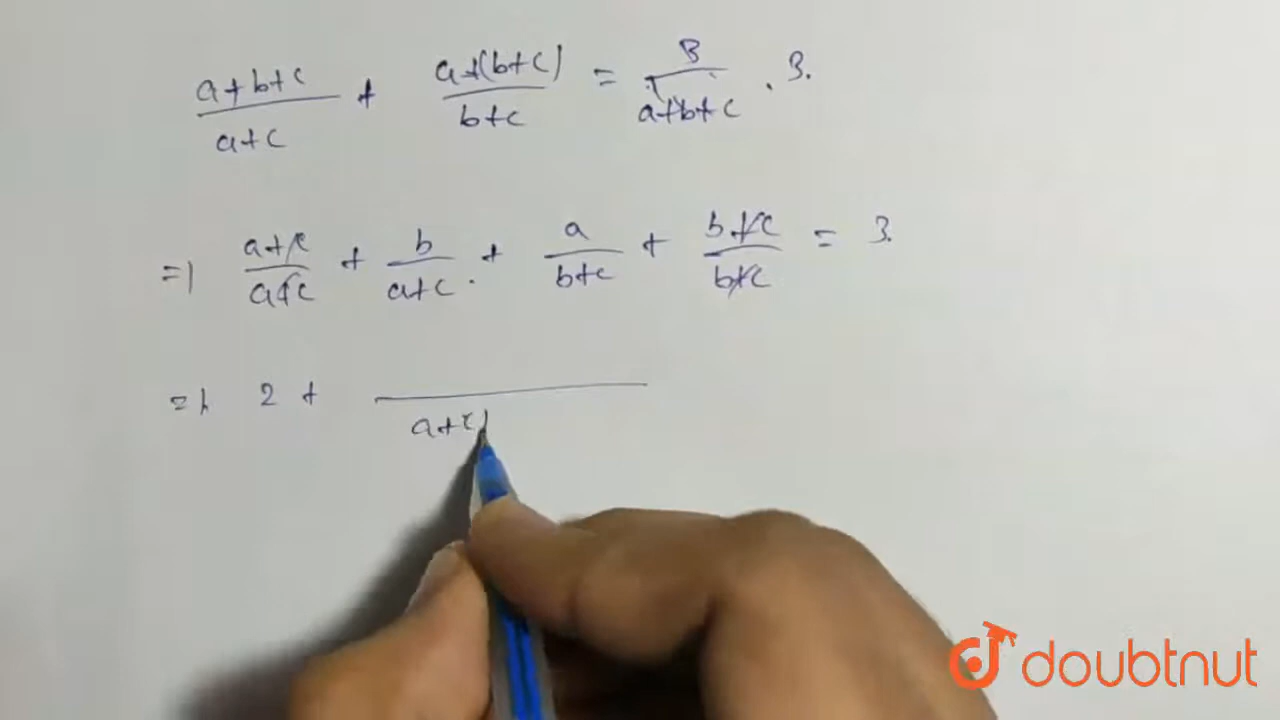 (a+b+c)/(a+c) + (a+(b+c))/(b+c) = 3/(a+b+c) . 3.
=) (a+c)/(a+c) + b/(a+c) . + a/(b+c) + (b+c)/(b+c) = 3.
=) 2 + /(a+c)
doubtnut